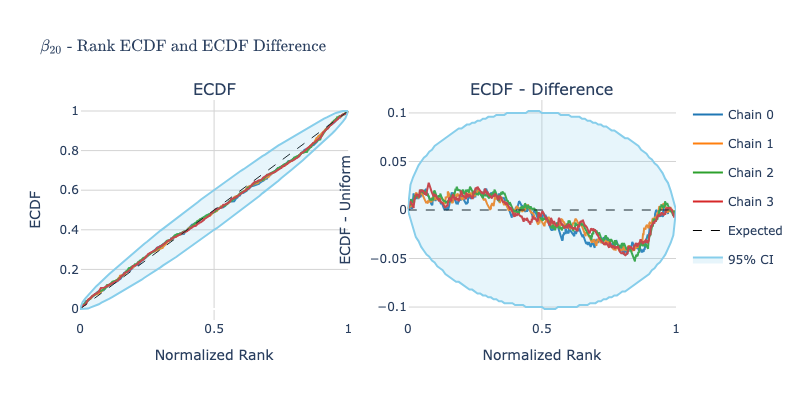 β₂₀ - Rank ECDF and ECDF Difference
ECDF
ECDF - Difference
ECDF
1
0.8
0.6
0.4
0.2
0
0
0.5
1
Normalized Rank
ECDF - Uniform
0.1
0.05
0
−0.05
−0.1
0
0.5
1
Normalized Rank
Chain 0
Chain 1
Chain 2
Chain 3
Expected
95% CI